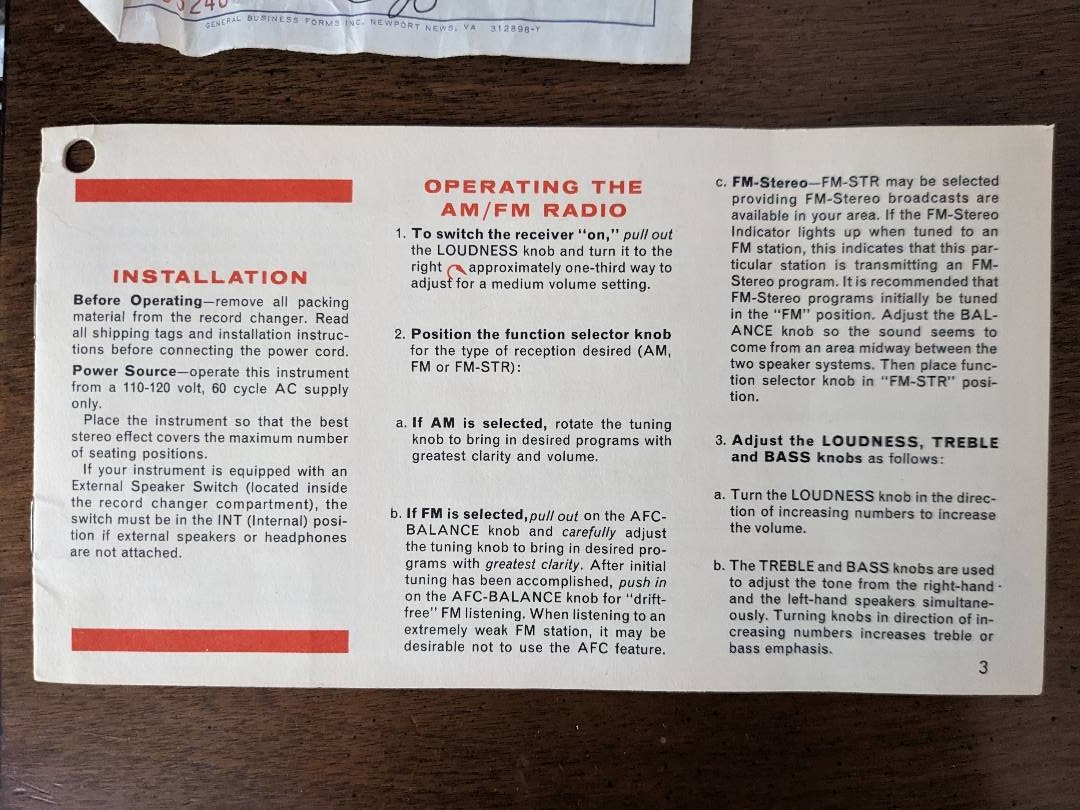 GENERAL BUSINESS FORMS INC. NEWPORT NEWS, VA 312898-Y
INSTALLATION
Before Operating—remove all packing
material from the record changer. Read
all shipping tags and installation instruc-
tions before connecting the power cord.
Power Source—operate this instrument
from a 110-120 volt, 60 cycle AC supply
only.
Place the instrument so that the best
stereo effect covers the maximum number
of seating positions.
If your instrument is equipped with an
External Speaker Switch (located inside
the record changer compartment), the
switch must be in the INT (Internal) posi-
tion if external speakers or headphones
are not attached.
OPERATING THE
AM/FM RADIO
1. To switch the receiver "on," pull out
the LOUDNESS knob and turn it to the
right approximately one-third way to
adjust for a medium volume setting.
2. Position the function selector knob
for the type of reception desired (AM,
FM or FM-STR):
a. If AM is selected, rotate the tuning
knob to bring in desired programs with
greatest clarity and volume.
b. If FM is selected, pull out on the AFC-
BALANCE knob and carefully adjust
the tuning knob to bring in desired pro-
grams with greatest clarity. After initial
tuning has been accomplished, push in
on the AFC-BALANCE knob for "drift-
free" FM listening. When listening to an
extremely weak FM station, it may be
desirable not to use the AFC feature.
c. FM-Stereo—FM-STR may be selected
providing FM-Stereo broadcasts are
available in your area. If the FM-Stereo
Indicator lights up when tuned to an
FM station, this indicates that this par-
ticular station is transmitting an FM-
Stereo program. It is recommended that
FM-Stereo programs initially be tuned
in the "FM" position. Adjust the BAL-
ANCE knob so the sound seems to
come from an area midway between the
two speaker systems. Then place func-
tion selector knob in "FM-STR" posi-
tion.
3. Adjust the LOUDNESS, TREBLE
and BASS knobs as follows:
a. Turn the LOUDNESS knob in the direc-
tion of increasing numbers to increase
the volume.
b. The TREBLE and BASS knobs are used
to adjust the tone from the right-hand
and the left-hand speakers simultane-
ously. Turning knobs in direction of in-
creasing numbers increases treble or
bass emphasis.
3